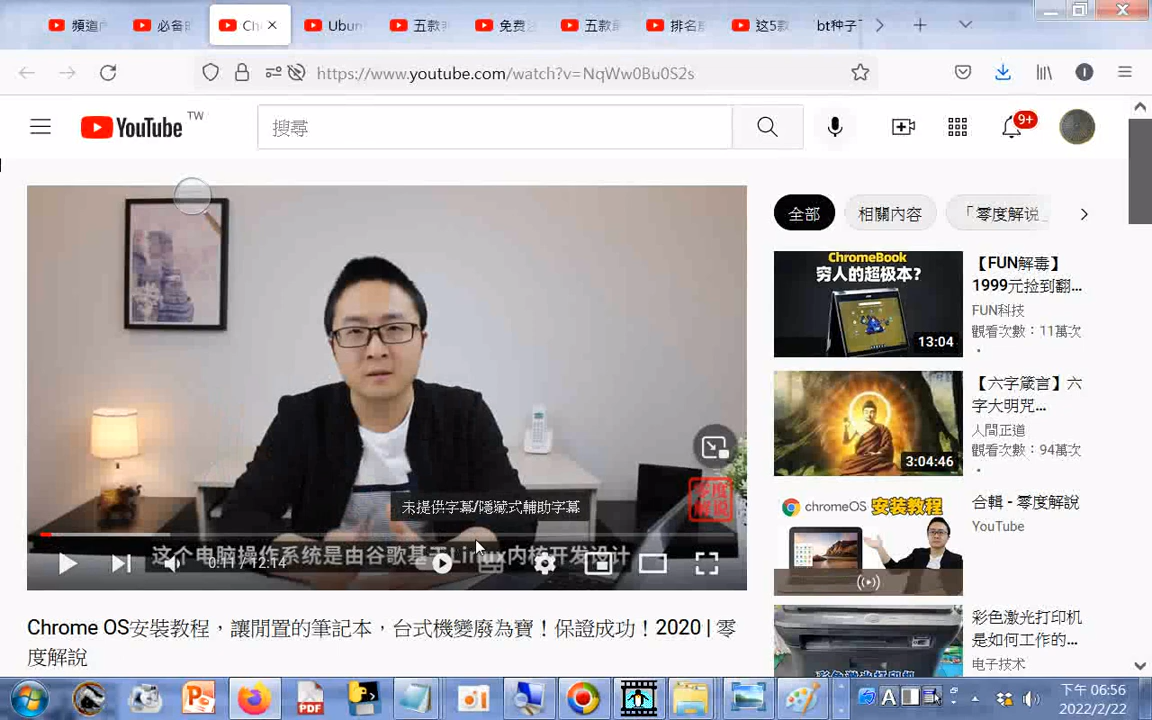 頻道
必備
Ch
Ubun
五款
免费
五款
排名
这5款
bt种子
https://www.youtube.com/watch?v=NqWw0Bu0S2s
YouTube
TW
搜尋
9+
全部
相關內容
「零度解说」
ChromeBook
穷人的超极本?
13:04
【FUN解毒】
1999元捡到翻...
FUN科技
觀看次數：11萬次
3:04:46
【六字箴言】六
字大明咒...
人間正道
觀看次數：94萬次
chromeOS 安装教程
合輯 - 零度解說
YouTube
彩色激光打印机
是如何工作的...
电子技术
零度解说
未提供字幕/隱藏式輔助字幕
这个电脑操作系统是由谷歌基于Linux内核开发设计
0:11 / 12:14
Chrome OS安裝教程，讓閒置的筆記本，台式機變廢為寶！保證成功！2020 | 零
度解說
PDF
A
下午 06:56
2022/2/22